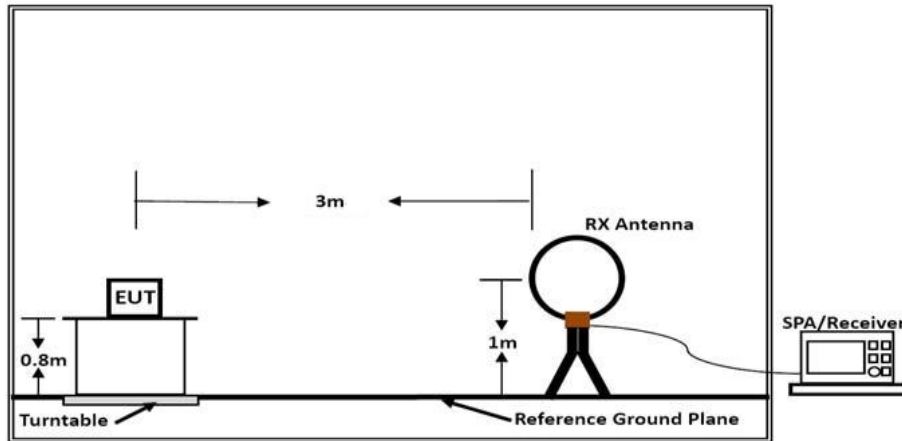 3m
RX Antenna
EUT
SPA/Receiver
0.8m
1m
Turntable
Reference Ground Plane